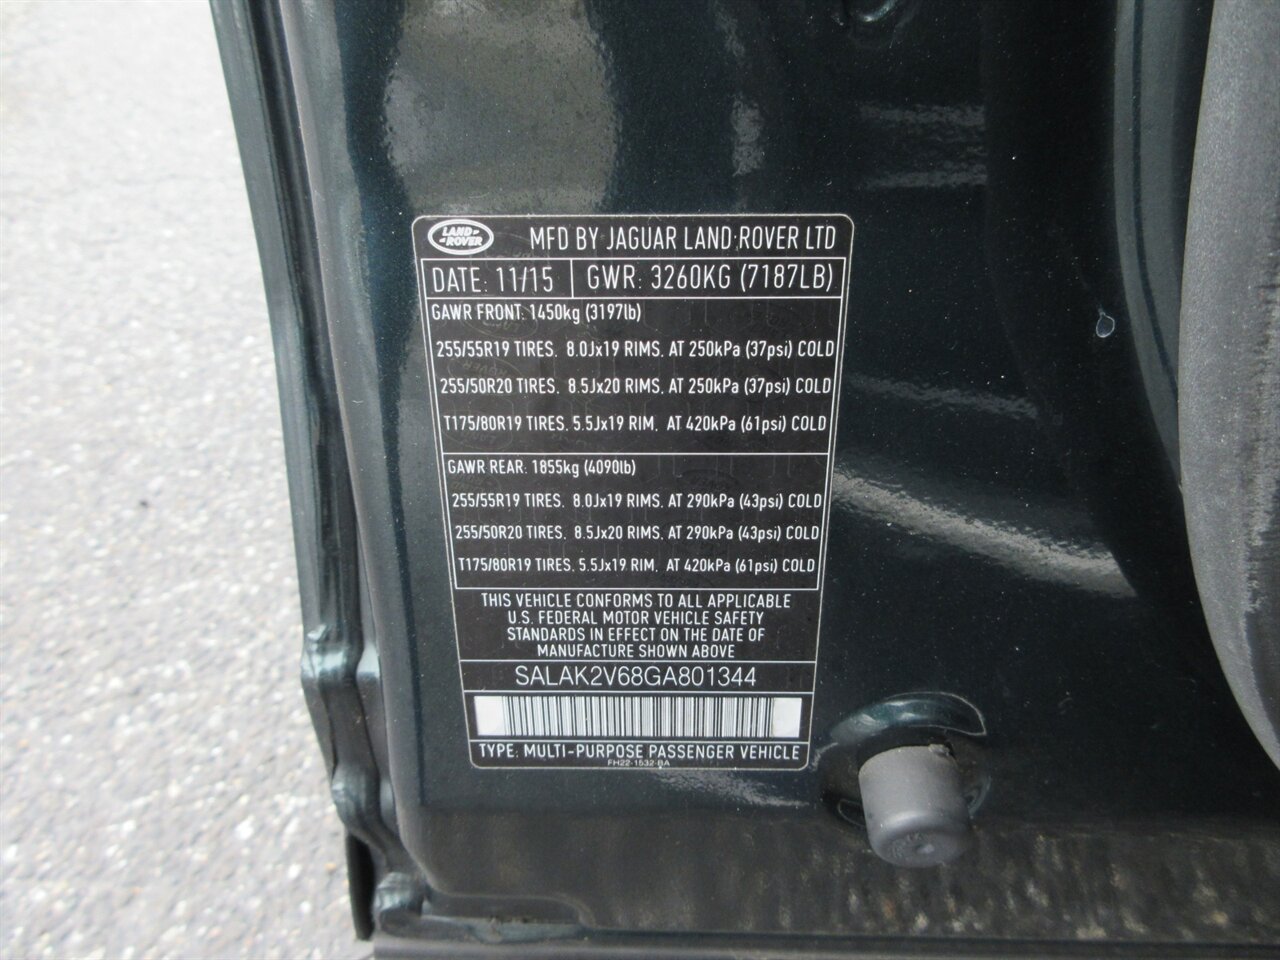 LAND ROVER MFD BY JAGUAR LAND ROVER LTD
DATE: 11/15 GWR: 3260KG (7187LB)
GAWR FRONT: 1450kg (3197lb)
255/55R19 TIRES. 8.0Jx19 RIMS. AT 250kPa (37psi) COLD
255/50R20 TIRES. 8.5Jx20 RIMS. AT 250kPa (37psi) COLD
T175/80R19 TIRES. 5.5Jx19 RIM. AT 420kPa (61psi) COLD
GAWR REAR: 1855kg (4090lb)
255/55R19 TIRES. 8.0Jx19 RIMS. AT 290kPa (43psi) COLD
255/50R20 TIRES. 8.5Jx20 RIMS. AT 290kPa (43psi) COLD
T175/80R19 TIRES. 5.5Jx19 RIM. AT 420kPa (61psi) COLD
THIS VEHICLE CONFORMS TO ALL APPLICABLE
U.S. FEDERAL MOTOR VEHICLE SAFETY
STANDARDS IN EFFECT ON THE DATE OF
MANUFACTURE SHOWN ABOVE
SALAK2V68GA801344
TYPE: MULTI-PURPOSE PASSENGER VEHICLE
FH22-1532-BA